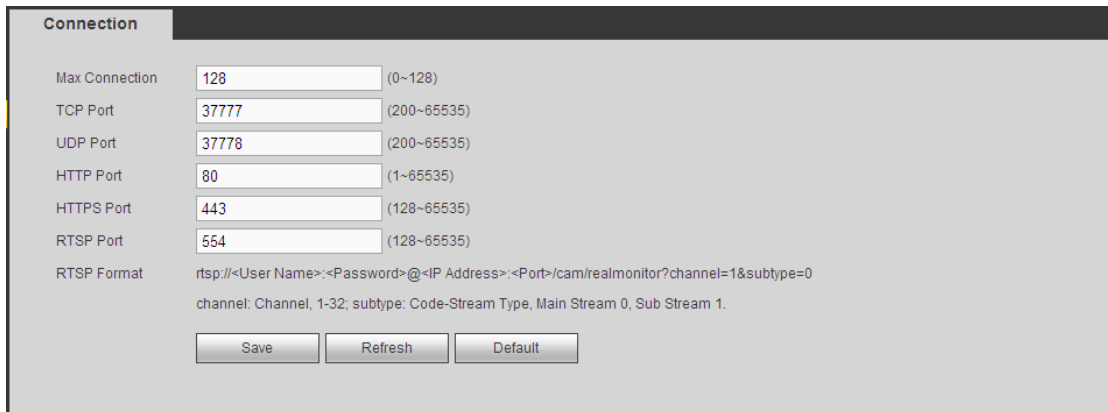 Connection
Max Connection 128 (0~128)
TCP Port 37777 (200~65535)
UDP Port 37778 (200~65535)
HTTP Port 80 (1~65535)
HTTPS Port 443 (128~65535)
RTSP Port 554 (128~65535)
RTSP Format rtsp://<User Name>:<Password>@<IP Address>:<Port>/cam/realmonitor?channel=1&subtype=0
channel: Channel, 1-32; subtype: Code-Stream Type, Main Stream 0, Sub Stream 1.
Save Refresh Default